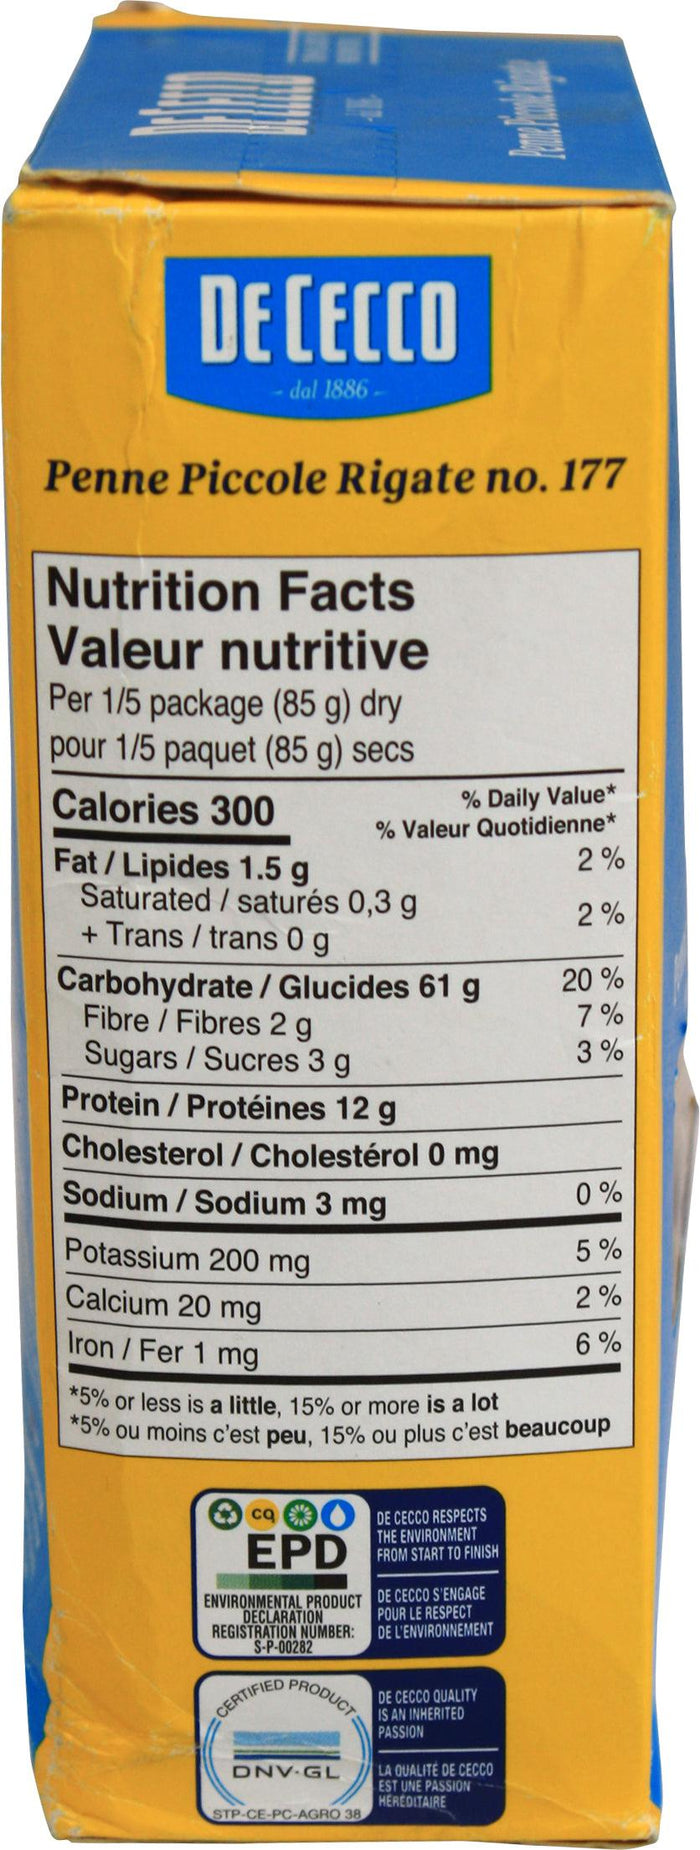 DE CECCO
Penne Piccole Rigate
DE CECCO
- dal 1886 -
Penne Piccole Rigate no. 177
Nutrition Facts
Valeur nutritive
Per 1/5 package (85 g) dry
pour 1/5 paquet (85 g) secs
Calories 300
% Daily Value*
% Valeur Quotidienne*
Fat / Lipides 1.5 g 2 %
Saturated / saturés 0,3 g
+ Trans / trans 0 g 2 %
Carbohydrate / Glucides 61 g 20 %
Fibre / Fibres 2 g 7 %
Sugars / Sucres 3 g 3 %
Protein / Protéines 12 g
Cholesterol / Cholestérol 0 mg
Sodium / Sodium 3 mg 0 %
Potassium 200 mg 5 %
Calcium 20 mg 2 %
Iron / Fer 1 mg 6 %
*5% or less is a little, 15% or more is a lot
*5% ou moins c'est peu, 15% ou plus c'est beaucoup
CQ
EPD
ENVIRONMENTAL PRODUCT
DECLARATION
REGISTRATION NUMBER:
S-P-00282
DE CECCO RESPECTS
THE ENVIRONMENT
FROM START TO FINISH
DE CECCO S'ENGAGE
POUR LE RESPECT
DE L'ENVIRONNEMENT
CERTIFIED PRODUCT
DNV·GL
STP-CE-PC-AGRO 38
DE CECCO QUALITY
IS AN INHERITED
PASSION
LA QUALITÉ DE CECCO
EST UNE PASSION
HÉRÉDITAIRE